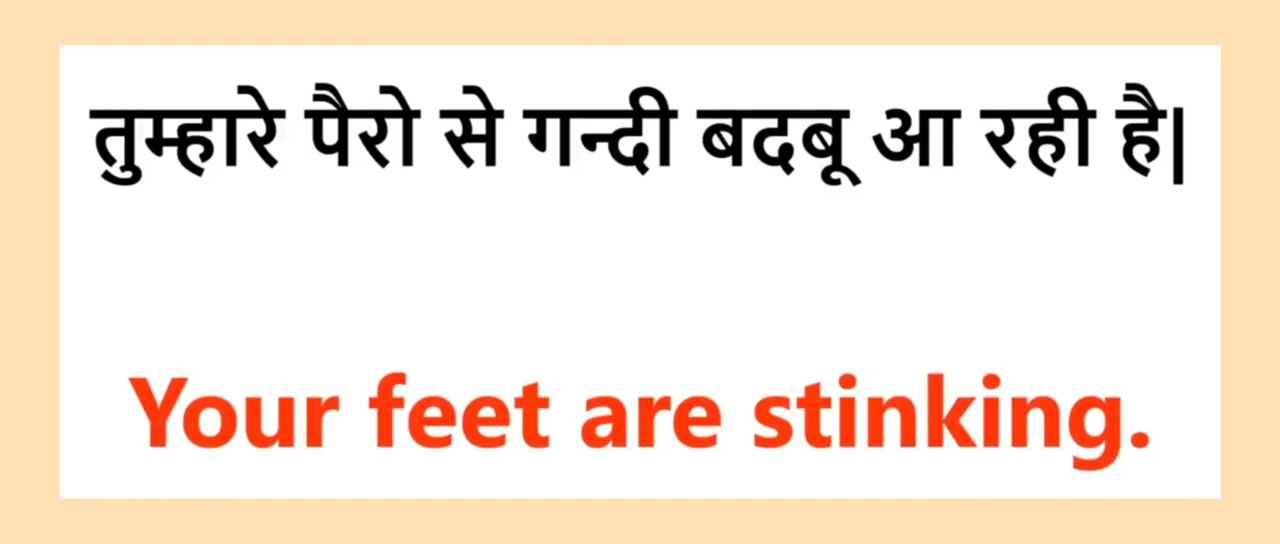 तुम्हारे पैरो से गन्दी बदबू आ रही है|
Your feet are stinking.